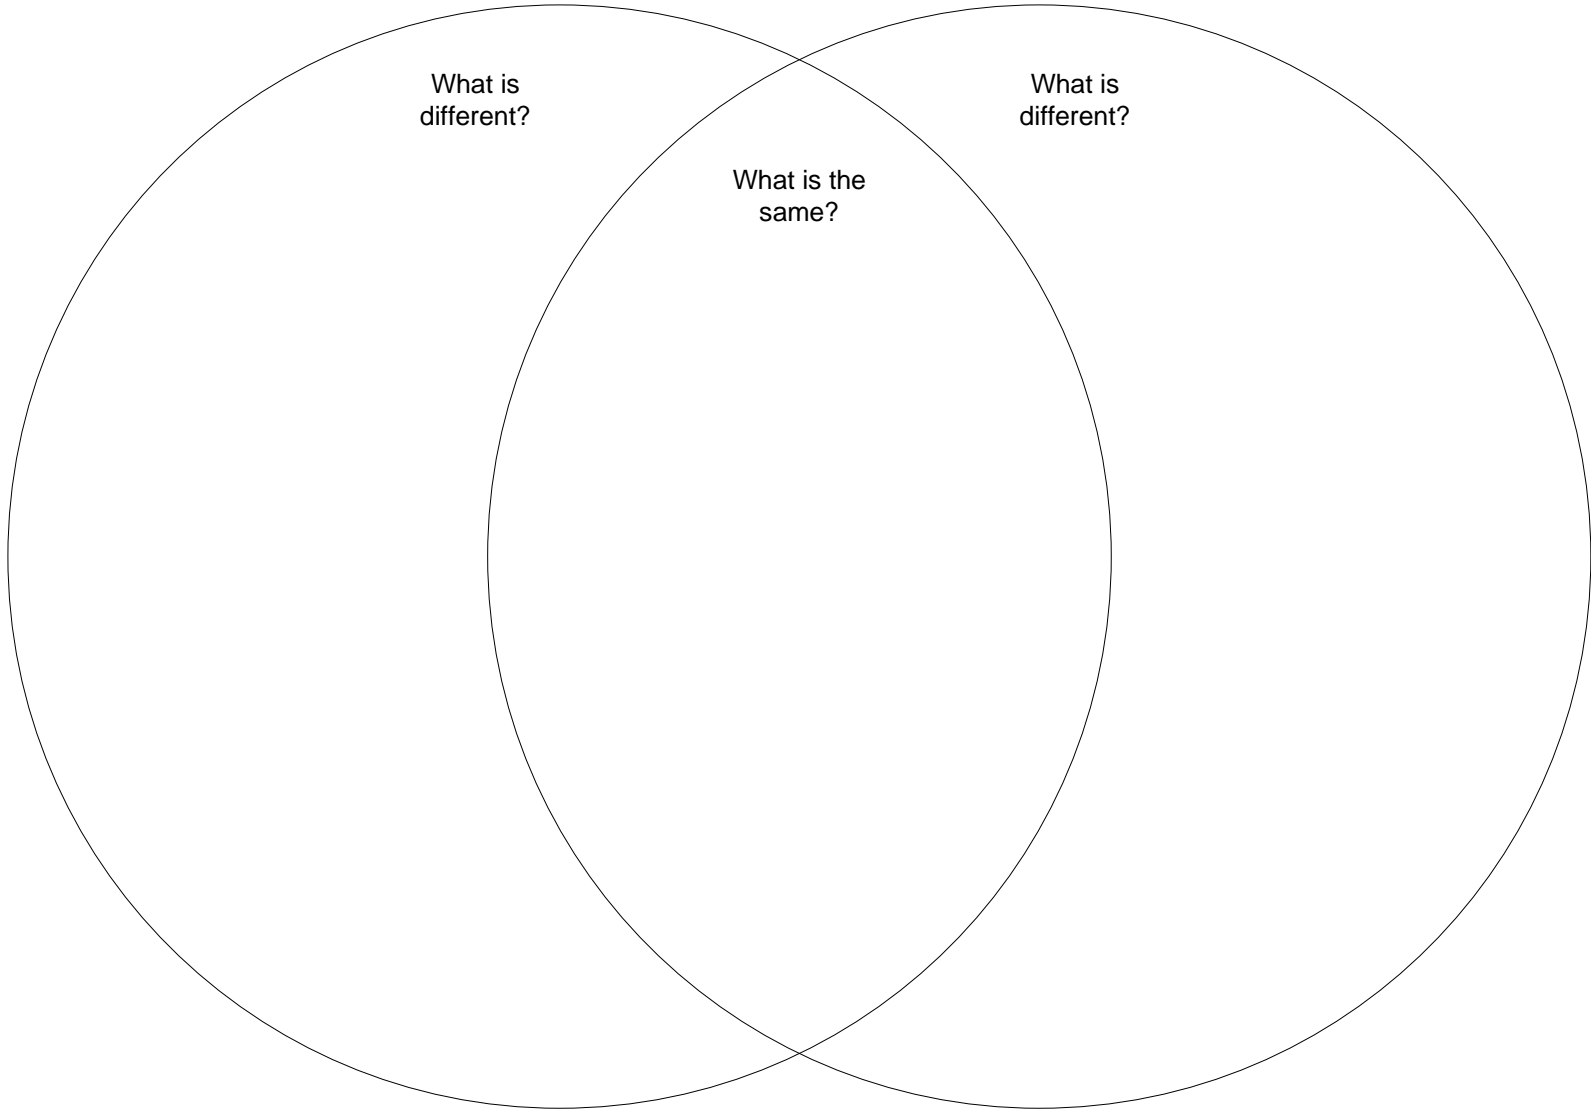 What is
different?
What is
different?
What is the
same?